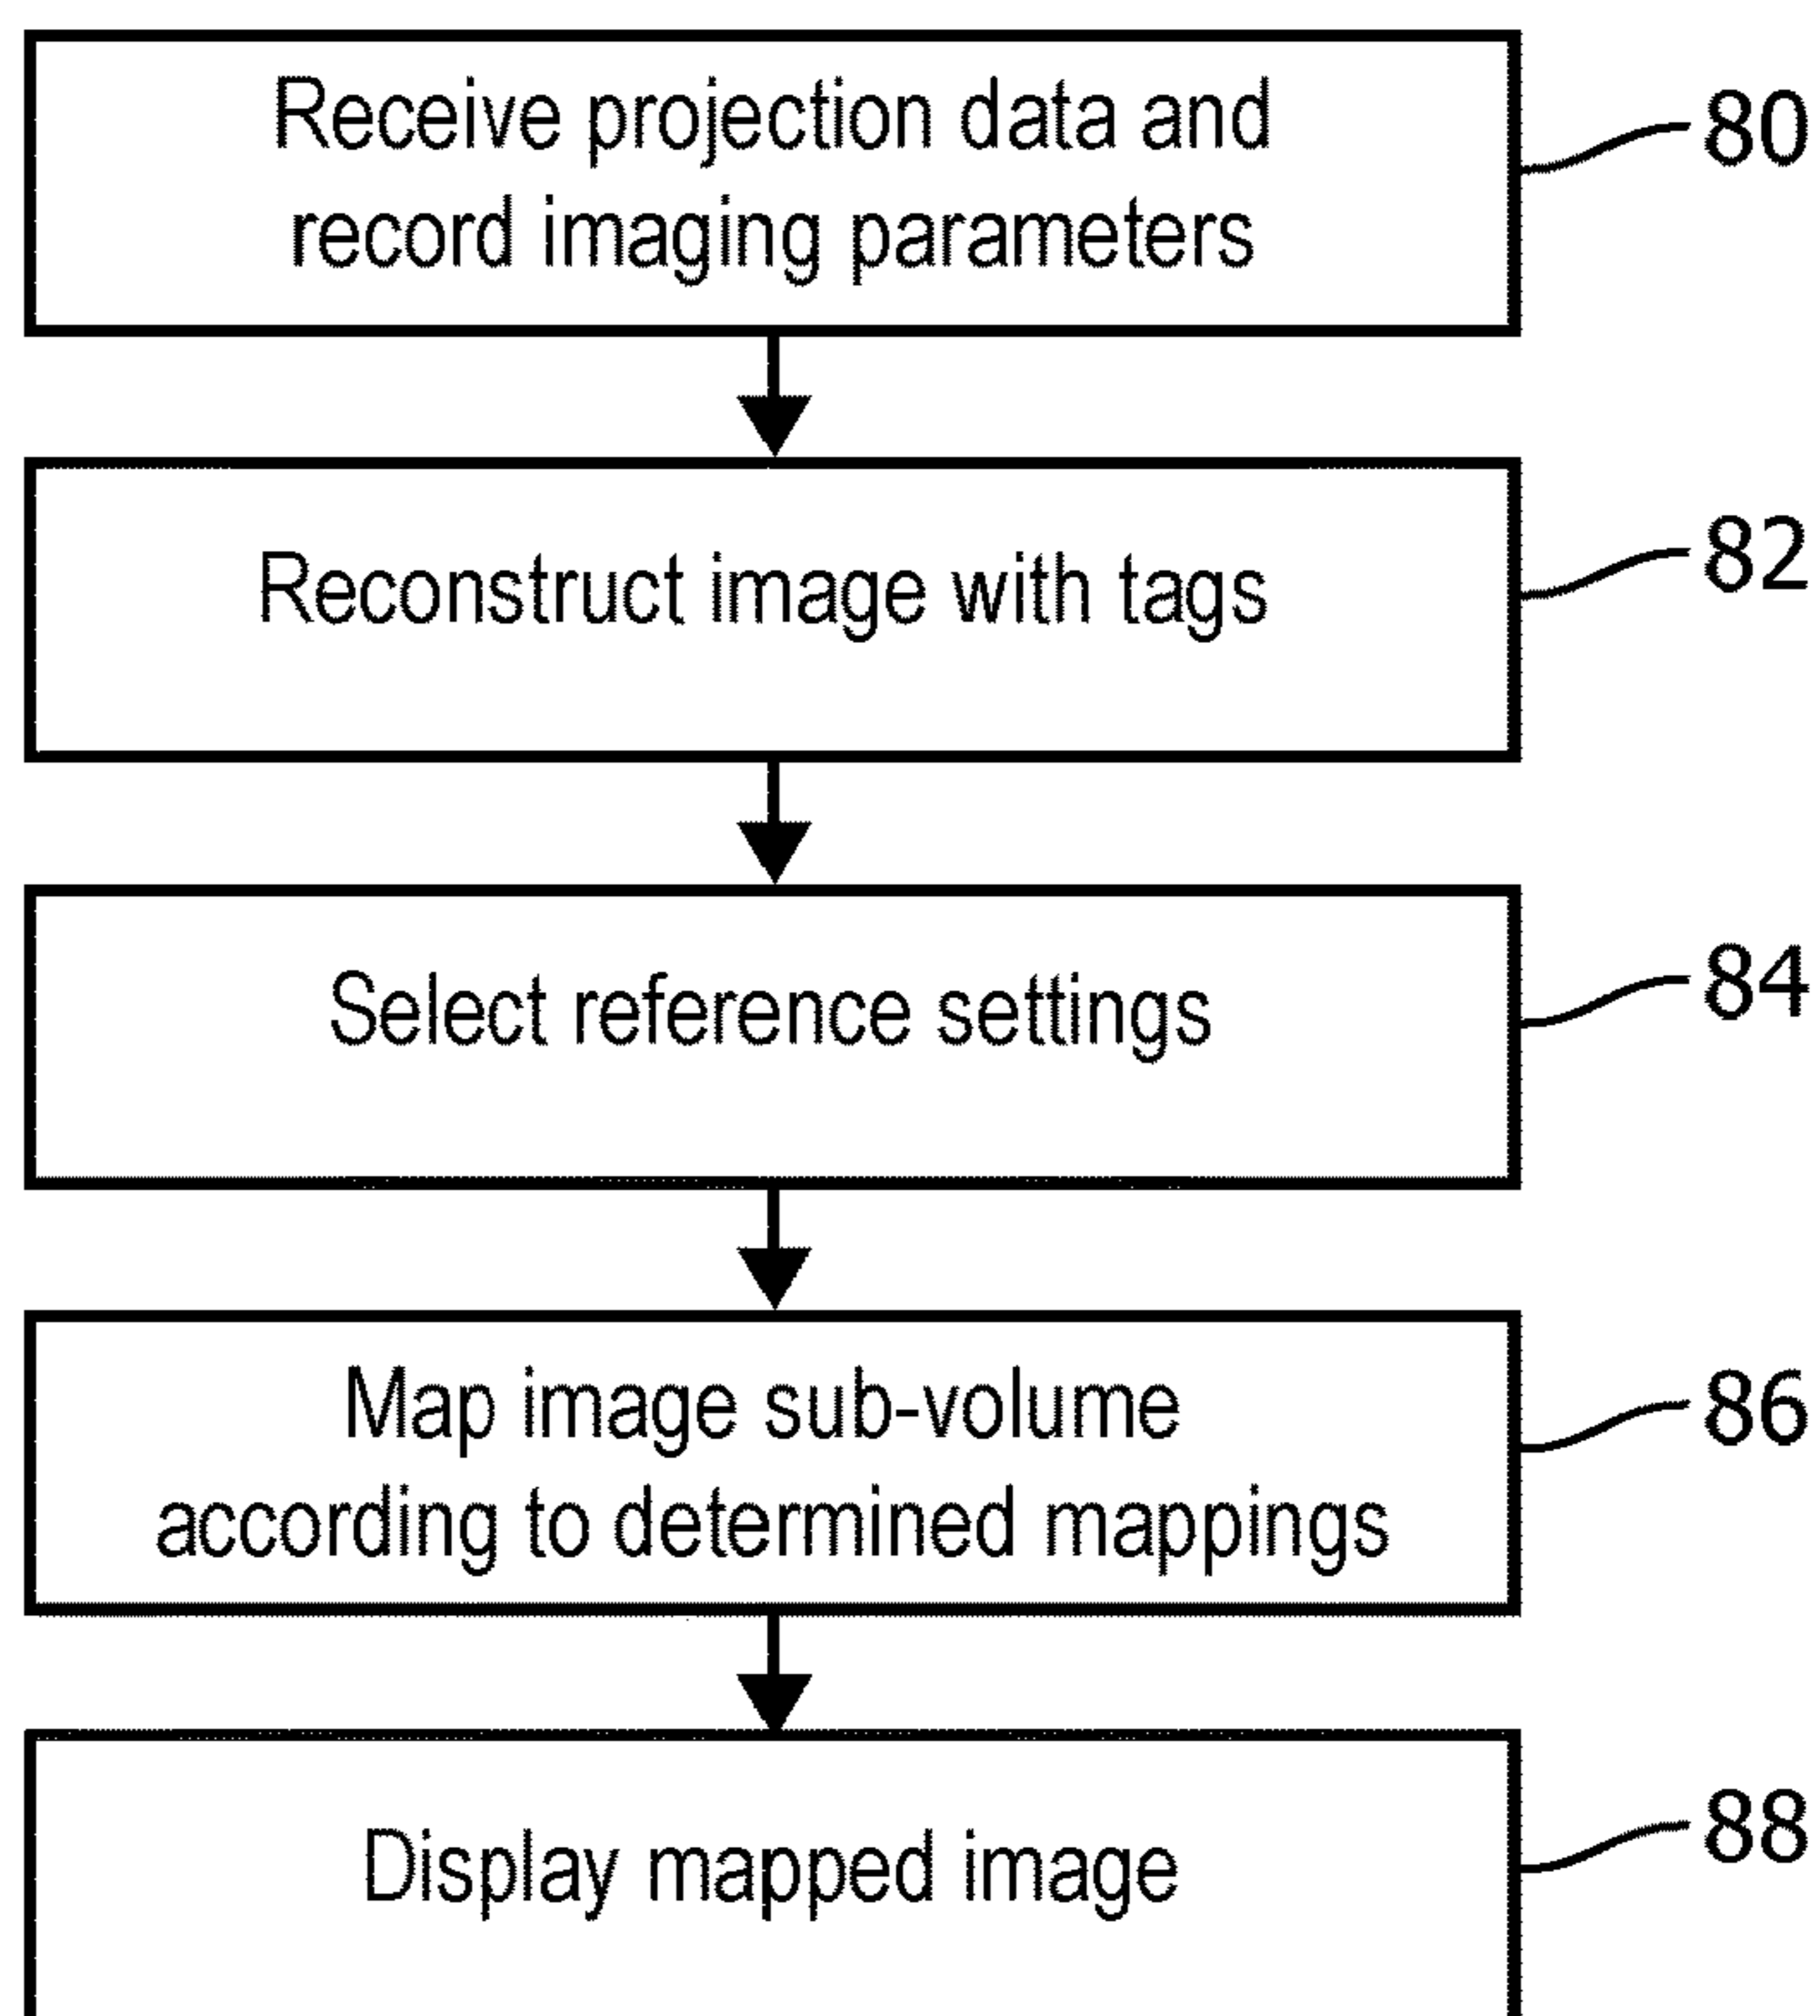 Receive projection data and
record imaging parameters
80
Reconstruct image with tags
82
Select reference settings
84
Map image sub-volume
according to determined mappings
86
Display mapped image
88